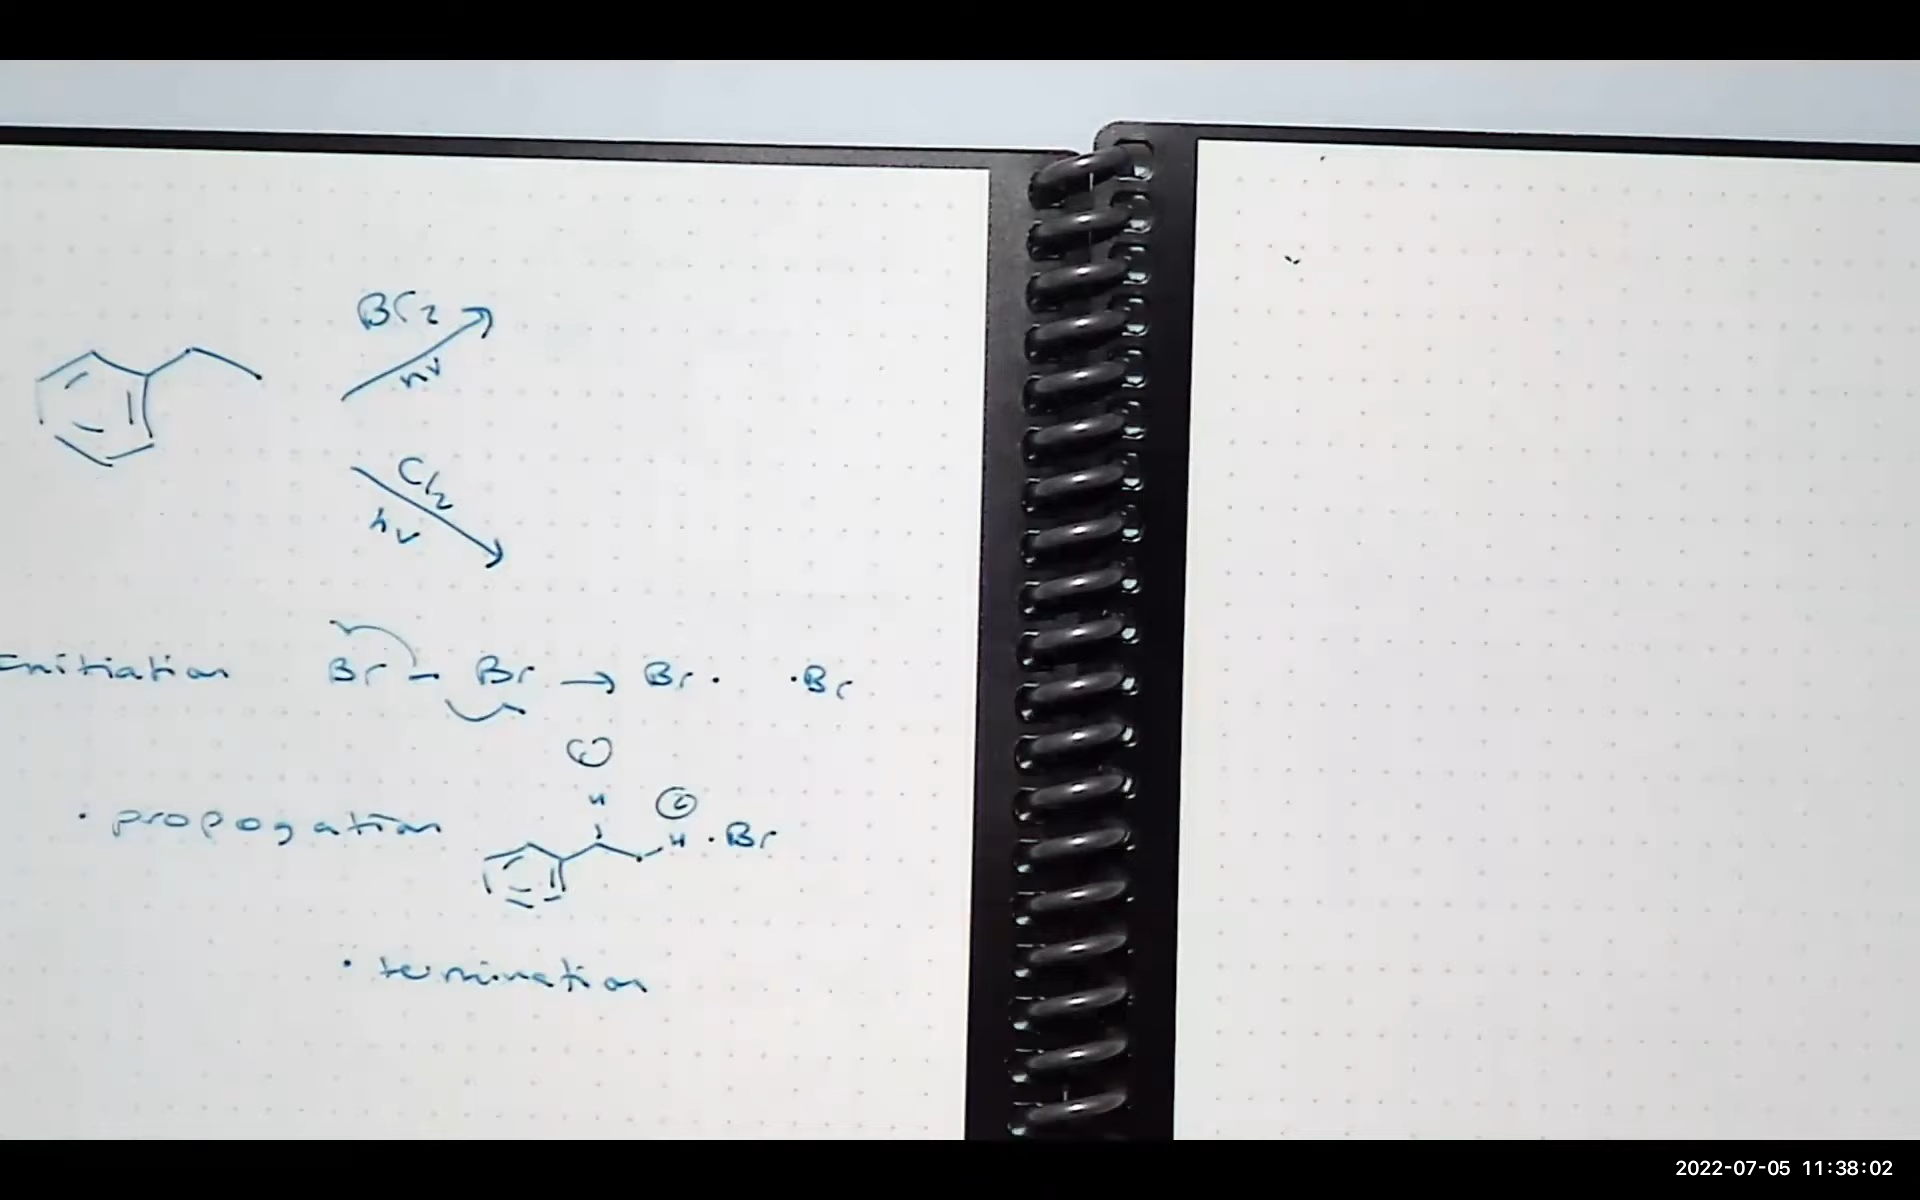 Br2
hv
Cl2
hv
Initiation Br - Br → Br· ·Br
H
· propogation H ·Br
· termination
2022-07-05 11:38:02